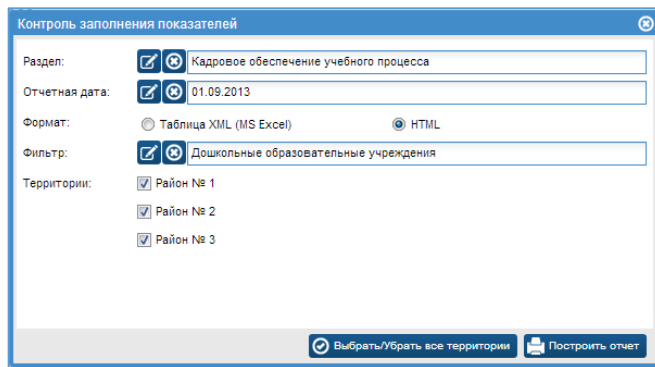 Контроль заполнения показателей
Раздел: Кадровое обеспечение учебного процесса
Отчетная дата: 01.09.2013
Формат: Таблица XML (MS Excel) HTML
Фильтр: Дошкольные образовательные учреждения
Территории: Район № 1
Район № 2
Район № 3
Выбрать/Убрать все территории Построить отчет